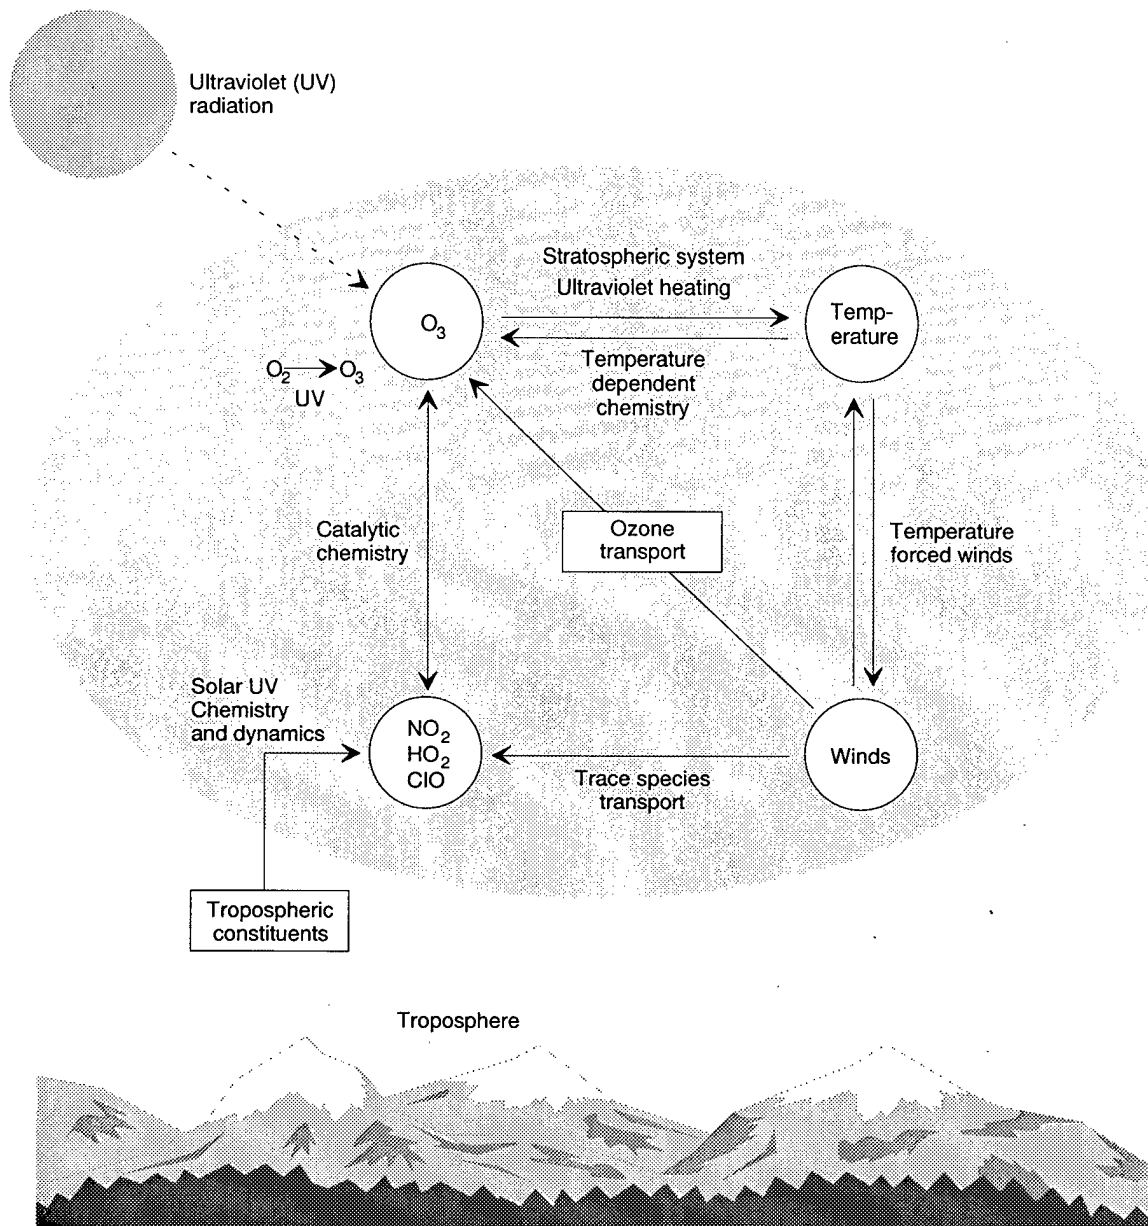 Ultraviolet (UV)
radiation
Stratospheric system
Ultraviolet heating
O₃
Temp-
erature
Temperature
dependent
chemistry
O₂ → O₃
UV
Catalytic
chemistry
Ozone
transport
Temperature
forced winds
Solar UV
Chemistry
and dynamics
NO₂
HO₂
ClO
Winds
Trace species
transport
Tropospheric
constituents
Troposphere